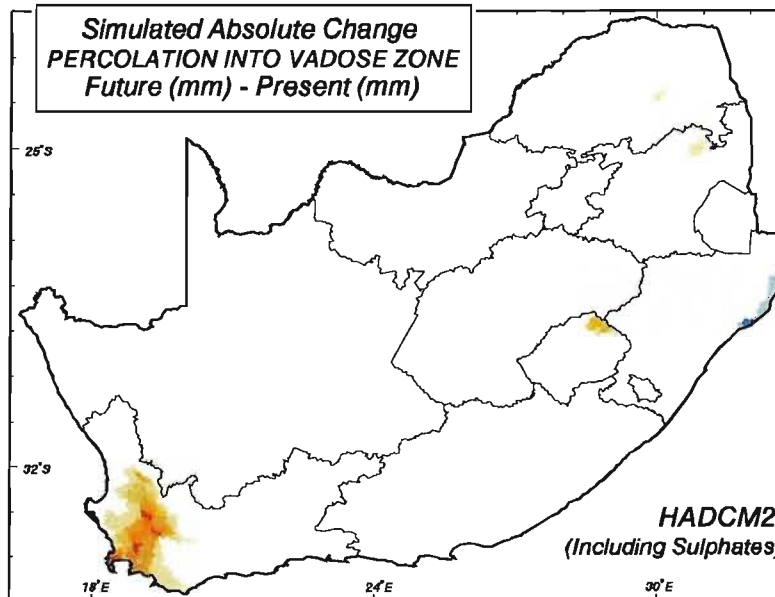 Simulated Absolute Change
PERCOLATION INTO VADOSE ZONE
Future (mm) - Present (mm)
25°S
32°S
HADCM2
(Including Sulphates)
18°E
24°E
30°E